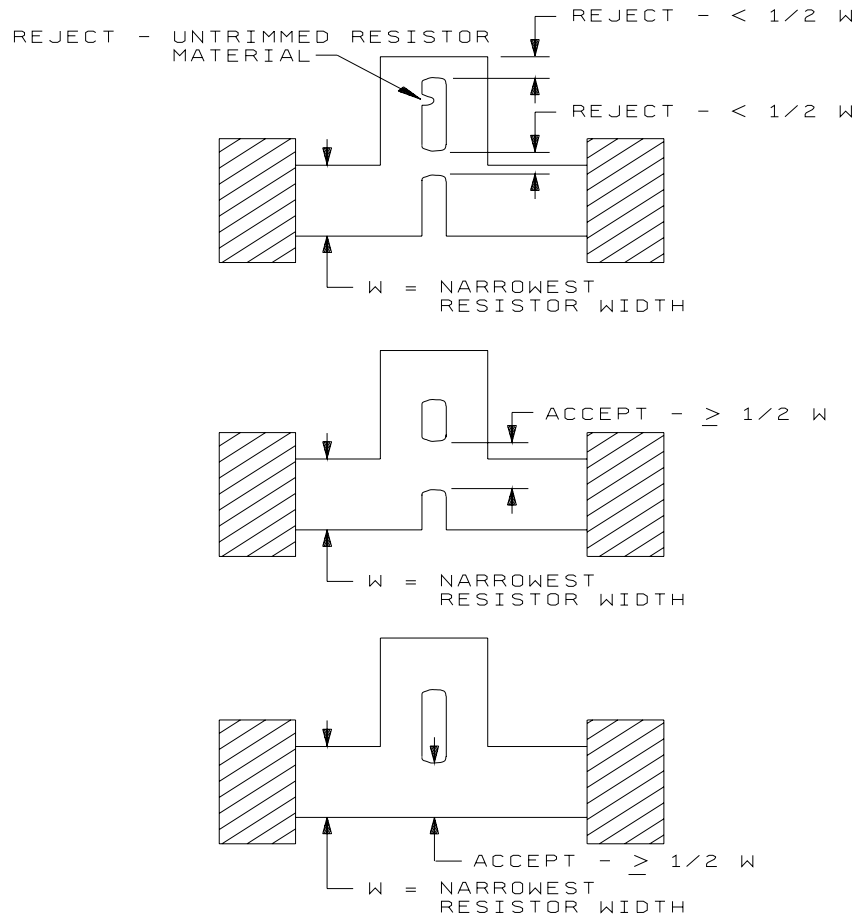 REJECT - < 1/2 W
REJECT - UNTRIMMED RESISTOR
MATERIAL
REJECT - < 1/2 W
W = NARROWEST
RESISTOR WIDTH
ACCEPT - ≥ 1/2 W
W = NARROWEST
RESISTOR WIDTH
ACCEPT - ≥ 1/2 W
W = NARROWEST
RESISTOR WIDTH